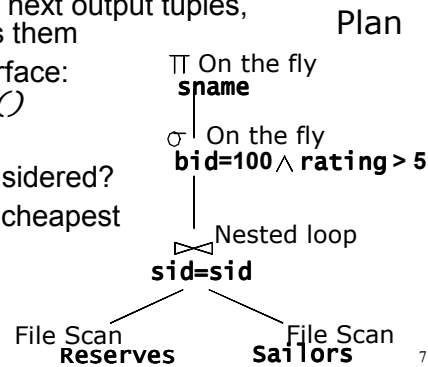 next output tuples,
s them
rface:
()
sidered?
cheapest
Plan
π On the fly
sname
σ On the fly
bid=100 ∧ rating > 5
⋈ Nested loop
sid=sid
File Scan
Reserves
File Scan
Sailors
7